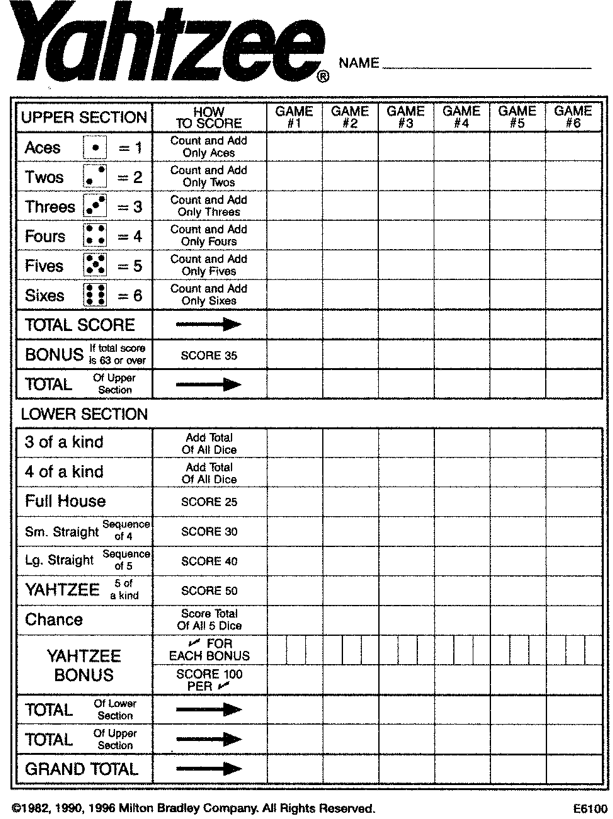 Yahtzee®
NAME
UPPER SECTION HOW TO SCORE GAME #1 GAME #2 GAME #3 GAME #4 GAME #5 GAME #6
Aces = 1 Count and Add Only Aces
Twos = 2 Count and Add Only Twos
Threes = 3 Count and Add Only Threes
Fours = 4 Count and Add Only Fours
Fives = 5 Count and Add Only Fives
Sixes = 6 Count and Add Only Sixes
TOTAL SCORE
BONUS If total score is 63 or over SCORE 35
TOTAL Of Upper Section
LOWER SECTION
3 of a kind Add Total Of All Dice
4 of a kind Add Total Of All Dice
Full House SCORE 25
Sm. Straight Sequence of 4 SCORE 30
Lg. Straight Sequence of 5 SCORE 40
YAHTZEE 5 of a kind SCORE 50
Chance Score Total Of All 5 Dice
YAHTZEE BONUS ✓ FOR EACH BONUS
SCORE 100 PER ✓
TOTAL Of Lower Section
TOTAL Of Upper Section
GRAND TOTAL
©1982, 1990, 1996 Milton Bradley Company. All Rights Reserved. E6100